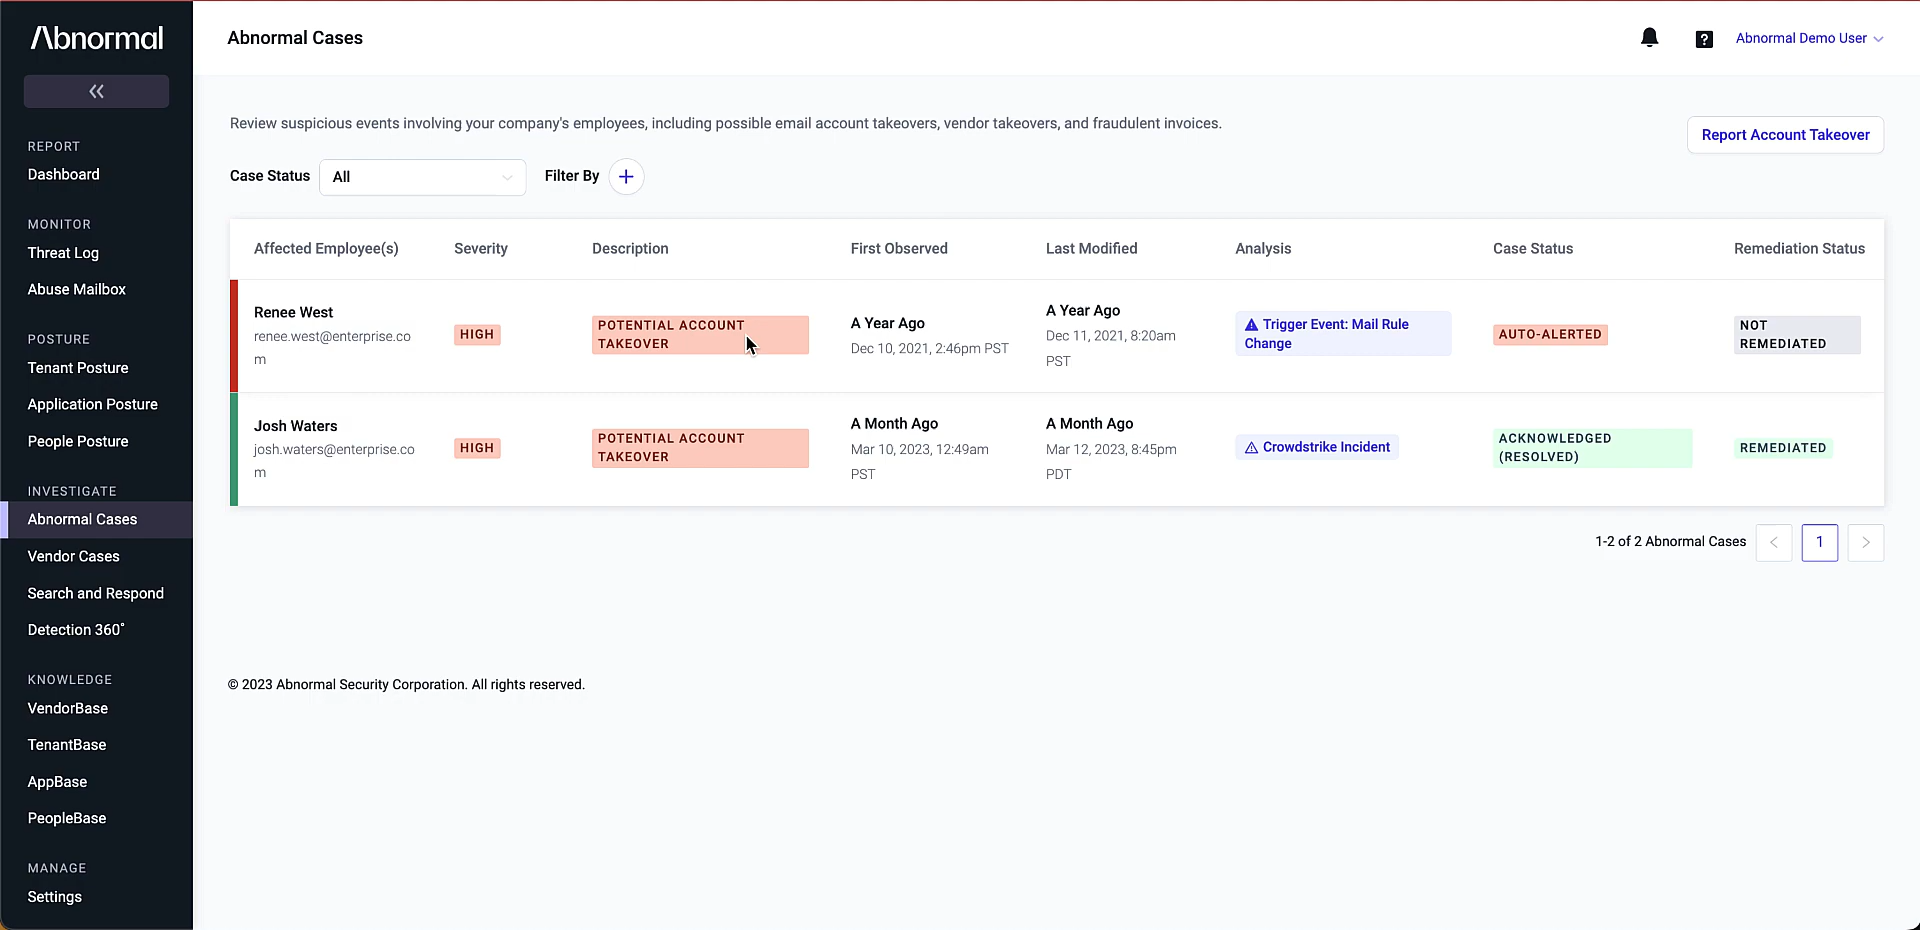 Abnormal
Abnormal Cases
Abnormal Demo User
REPORT
Dashboard
MONITOR
Threat Log
Abuse Mailbox
POSTURE
Tenant Posture
Application Posture
People Posture
INVESTIGATE
Abnormal Cases
Vendor Cases
Search and Respond
Detection 360°
KNOWLEDGE
VendorBase
TenantBase
AppBase
PeopleBase
MANAGE
Settings
Review suspicious events involving your company's employees, including possible email account takeovers, vendor takeovers, and fraudulent invoices.
Report Account Takeover
Case Status All Filter By +
Affected Employee(s) Severity Description First Observed Last Modified Analysis Case Status Remediation Status
Renee West
renee.west@enterprise.co
m
HIGH
POTENTIAL ACCOUNT
TAKEOVER
A Year Ago
Dec 10, 2021, 2:46pm PST
A Year Ago
Dec 11, 2021, 8:20am
PST
Trigger Event: Mail Rule
Change
AUTO-ALERTED
NOT
REMEDIATED
Josh Waters
josh.waters@enterprise.co
m
HIGH
POTENTIAL ACCOUNT
TAKEOVER
A Month Ago
Mar 10, 2023, 12:49am
PST
A Month Ago
Mar 12, 2023, 8:45pm
PDT
Crowdstrike Incident
ACKNOWLEDGED
(RESOLVED)
REMEDIATED
1-2 of 2 Abnormal Cases < 1 >
© 2023 Abnormal Security Corporation. All rights reserved.